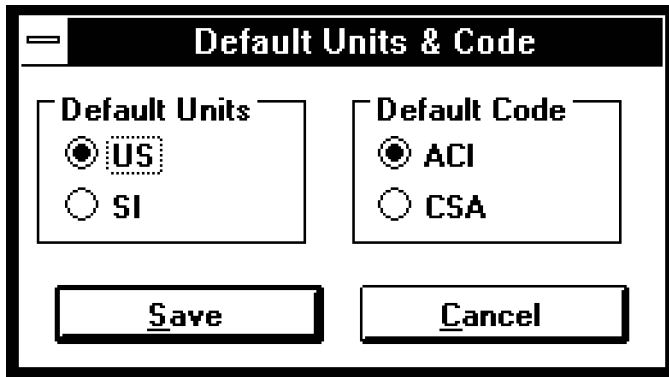 Default Units & Code
Default Units
US
SI
Default Code
ACI
CSA
Save
Cancel